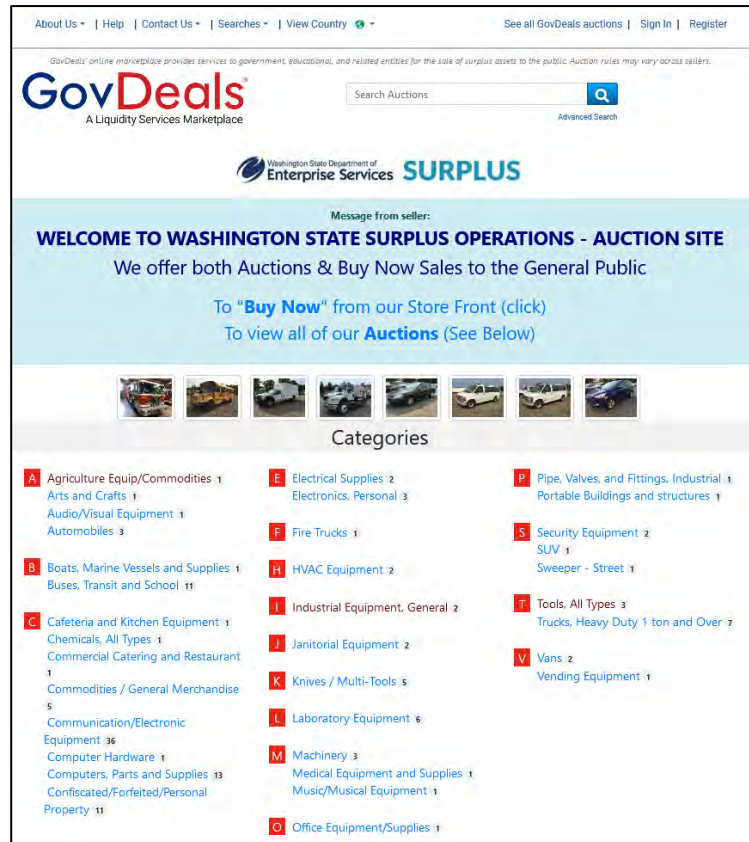 About Us | Help | Contact Us | Searches | View Country
See all GovDeals auctions | Sign In | Register
GovDeals' online marketplace provides services to government, educational, and related entities for the sale of surplus assets to the public. Auction rules may vary across sellers.
GovDeals
A Liquidity Services Marketplace
Search Auctions
Advanced Search
Washington State Department of
Enterprise Services SURPLUS
Message from seller:
WELCOME TO WASHINGTON STATE SURPLUS OPERATIONS - AUCTION SITE
We offer both Auctions & Buy Now Sales to the General Public
To "Buy Now" from our Store Front (click)
To view all of our Auctions (See Below)
Categories
A Agriculture Equip/Commodities 1
Arts and Crafts 1
Audio/Visual Equipment 1
Automobiles 3
B Boats, Marine Vessels and Supplies 1
Buses, Transit and School 11
C Cafeteria and Kitchen Equipment 1
Chemicals, All Types 1
Commercial Catering and Restaurant
1
Commodities / General Merchandise
5
Communication/Electronic
Equipment 36
Computer Hardware 1
Computers, Parts and Supplies 13
Confiscated/Forfeited/Personal
Property 11
E Electrical Supplies 2
Electronics, Personal 3
F Fire Trucks 1
H HVAC Equipment 2
I Industrial Equipment, General 2
J Janitorial Equipment 2
K Knives / Multi-Tools 5
L Laboratory Equipment 6
M Machinery 3
Medical Equipment and Supplies 1
Music/Musical Equipment 1
O Office Equipment/Supplies 1
P Pipe, Valves, and Fittings, Industrial 1
Portable Buildings and structures 1
S Security Equipment 2
SUV 1
Sweeper - Street 1
T Tools, All Types 3
Trucks, Heavy Duty 1 ton and Over 7
V Vans 2
Vending Equipment 1